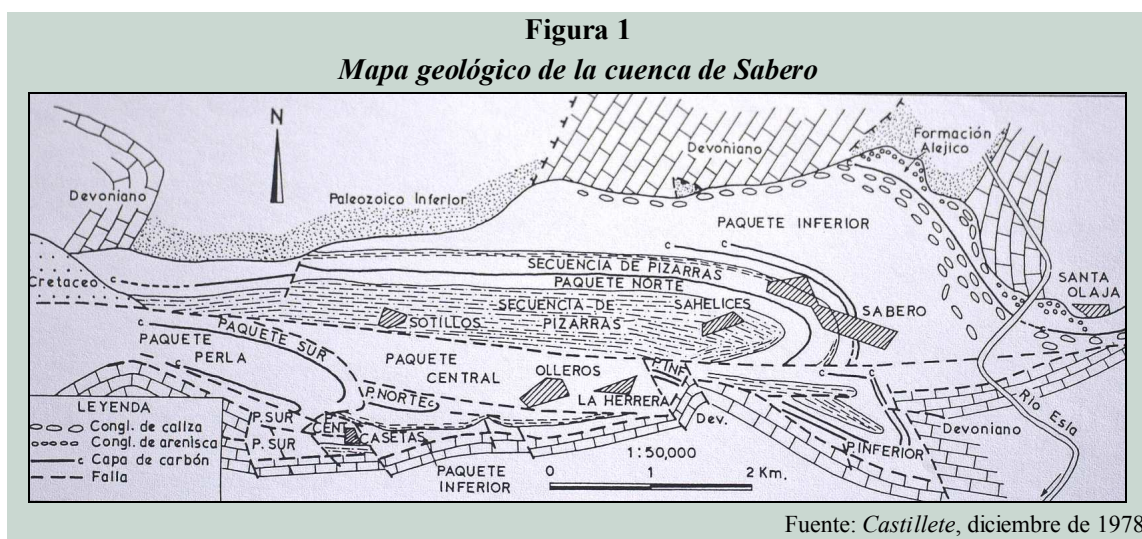 Figura 1
Mapa geológico de la cuenca de Sabero
N
Devoniano
Formación
Alejico
Devoniano
Paleozoico Inferior
PAQUETE INFERIOR
c
c
SECUENCIA DE PIZARRAS
PAQUETE NORTE
SANTA
OLAJA
Cretaceo
c
SECUENCIA DE
PIZARRAS
SAHELICES
SABERO
SOTILLOS
c
PAQUETE SUR
PAQUETE
PERLA
PAQUETE
CENTRAL
OLLEROS
P.INF
c
c
c
LA HERRERA
P.NORTE c
Río Esla
LEYENDA
Congl. de caliza
Congl. de arenisca
c Capa de carbón
Falla
P.SUR
P.
CENT
CASETAS
P.SUR
Dev.
Devoniano
P.INFERIOR
PAQUETE
INFERIOR
1:50,000
0 1 2 Km.
Fuente: Castillete, diciembre de 1978